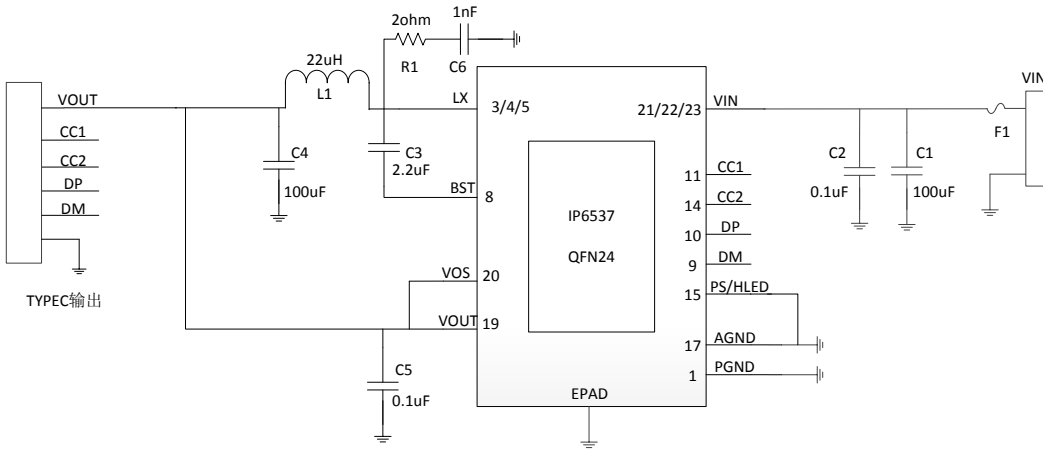 1nF
2ohm
R1
C6
22uH
L1
VOUT
CC1
CC2
DP
DM
TYPEC输出
C4
100uF
LX
3/4/5
C3
2.2uF
BST
8
VOS
20
VOUT
19
C5
0.1uF
IP6537
QFN24
EPAD
21/22/23
VIN
11
CC1
14
CC2
10
DP
9
DM
15
PS/HLED
17
AGND
1
PGND
C2
0.1uF
C1
100uF
F1
VIN